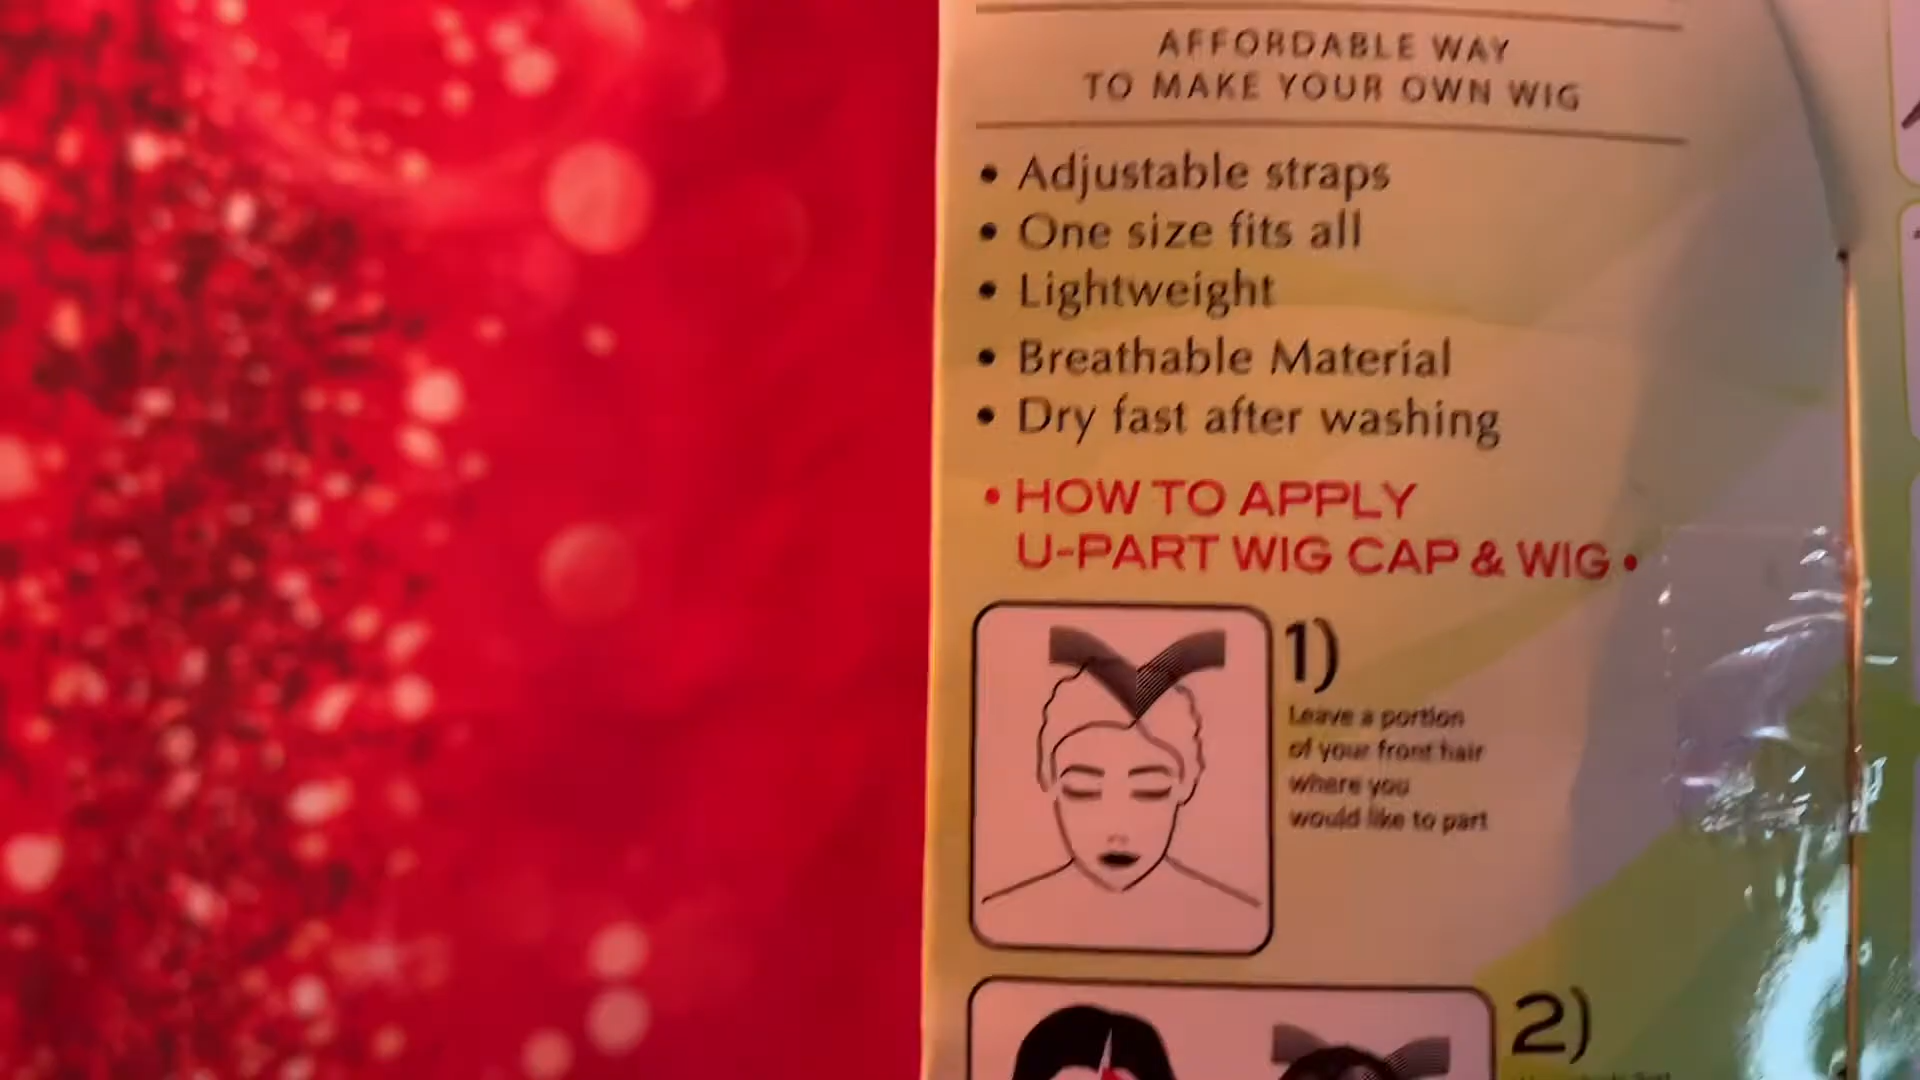 AFFORDABLE WAY
TO MAKE YOUR OWN WIG
• Adjustable straps
• One size fits all
• Lightweight
• Breathable Material
• Dry fast after washing
• HOW TO APPLY
U-PART WIG CAP & WIG •
1)
Leave a portion
of your front hair
where you
would like to part
2)